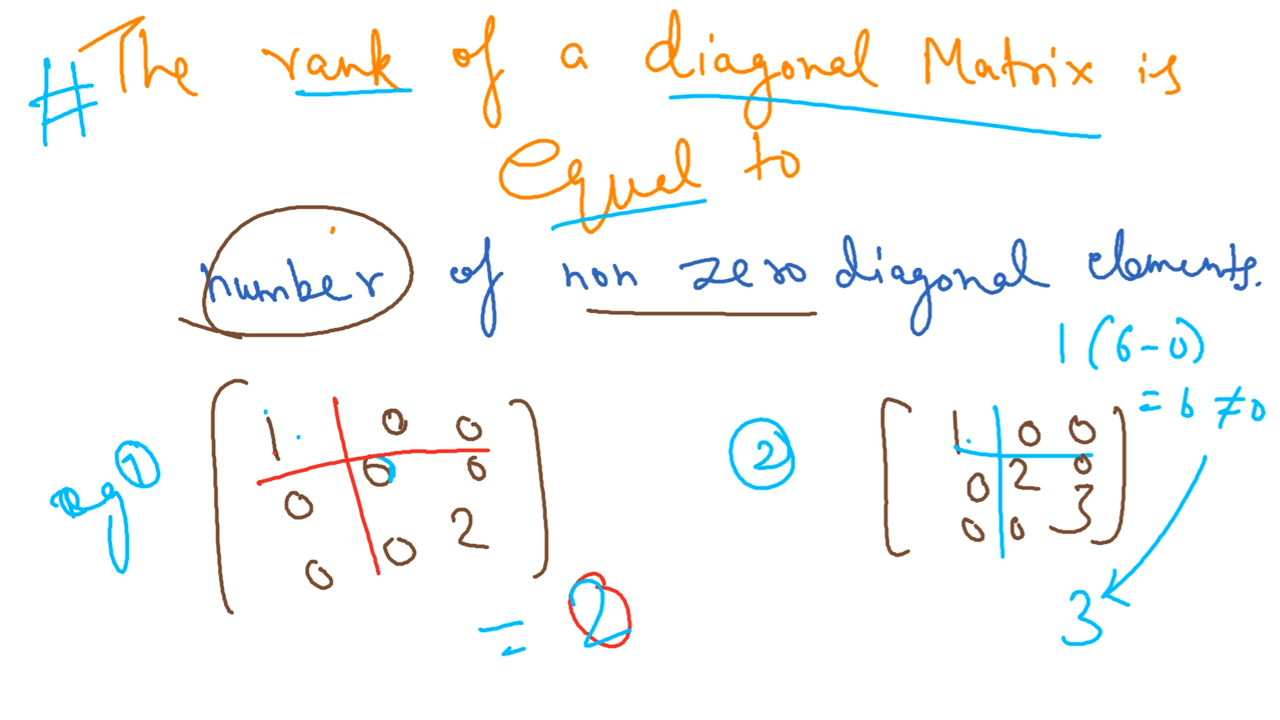 # The rank of a diagonal Matrix is
Equal to
number of non zero diagonal elements.
1 (6-0)
= 6 ≠0
eg ①
1 0 0
0 0 0
0 0 2
= 2
②
1 0 0
0 2 0
0 0 3
3